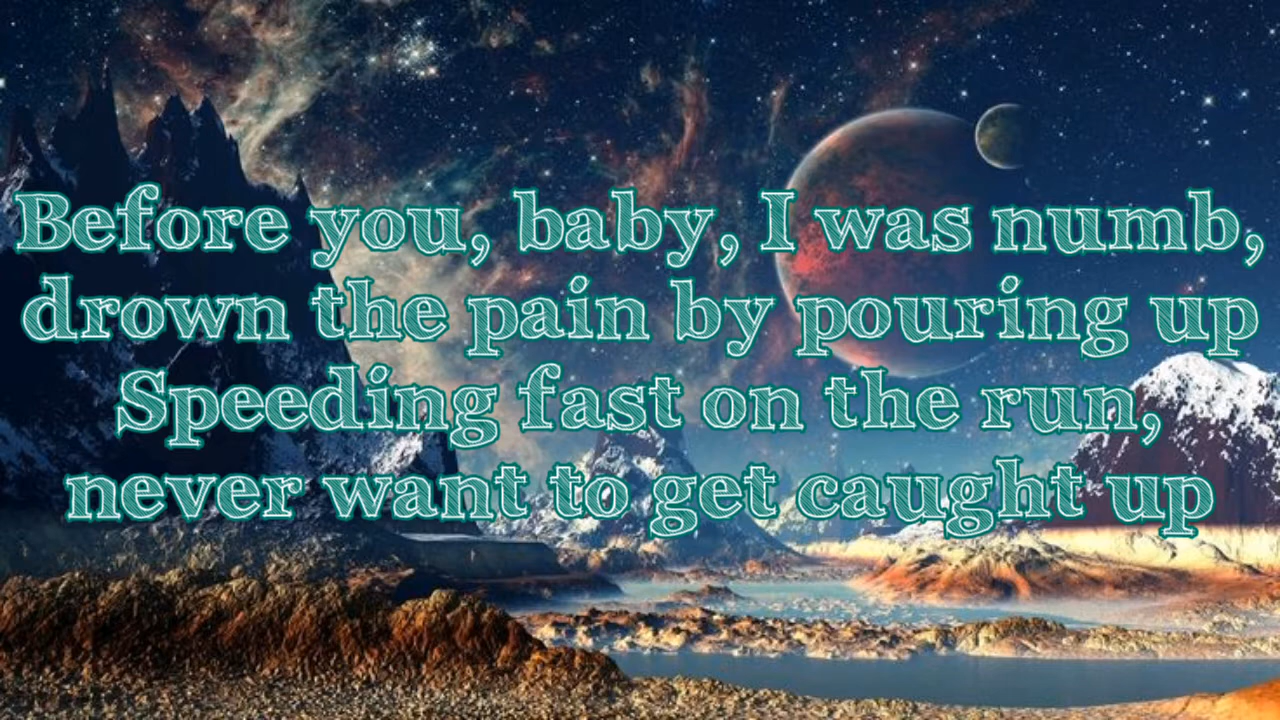 Before you, baby, I was numb,
drown the pain by pouring up
Speeding fast on the run,
never want to get caught up